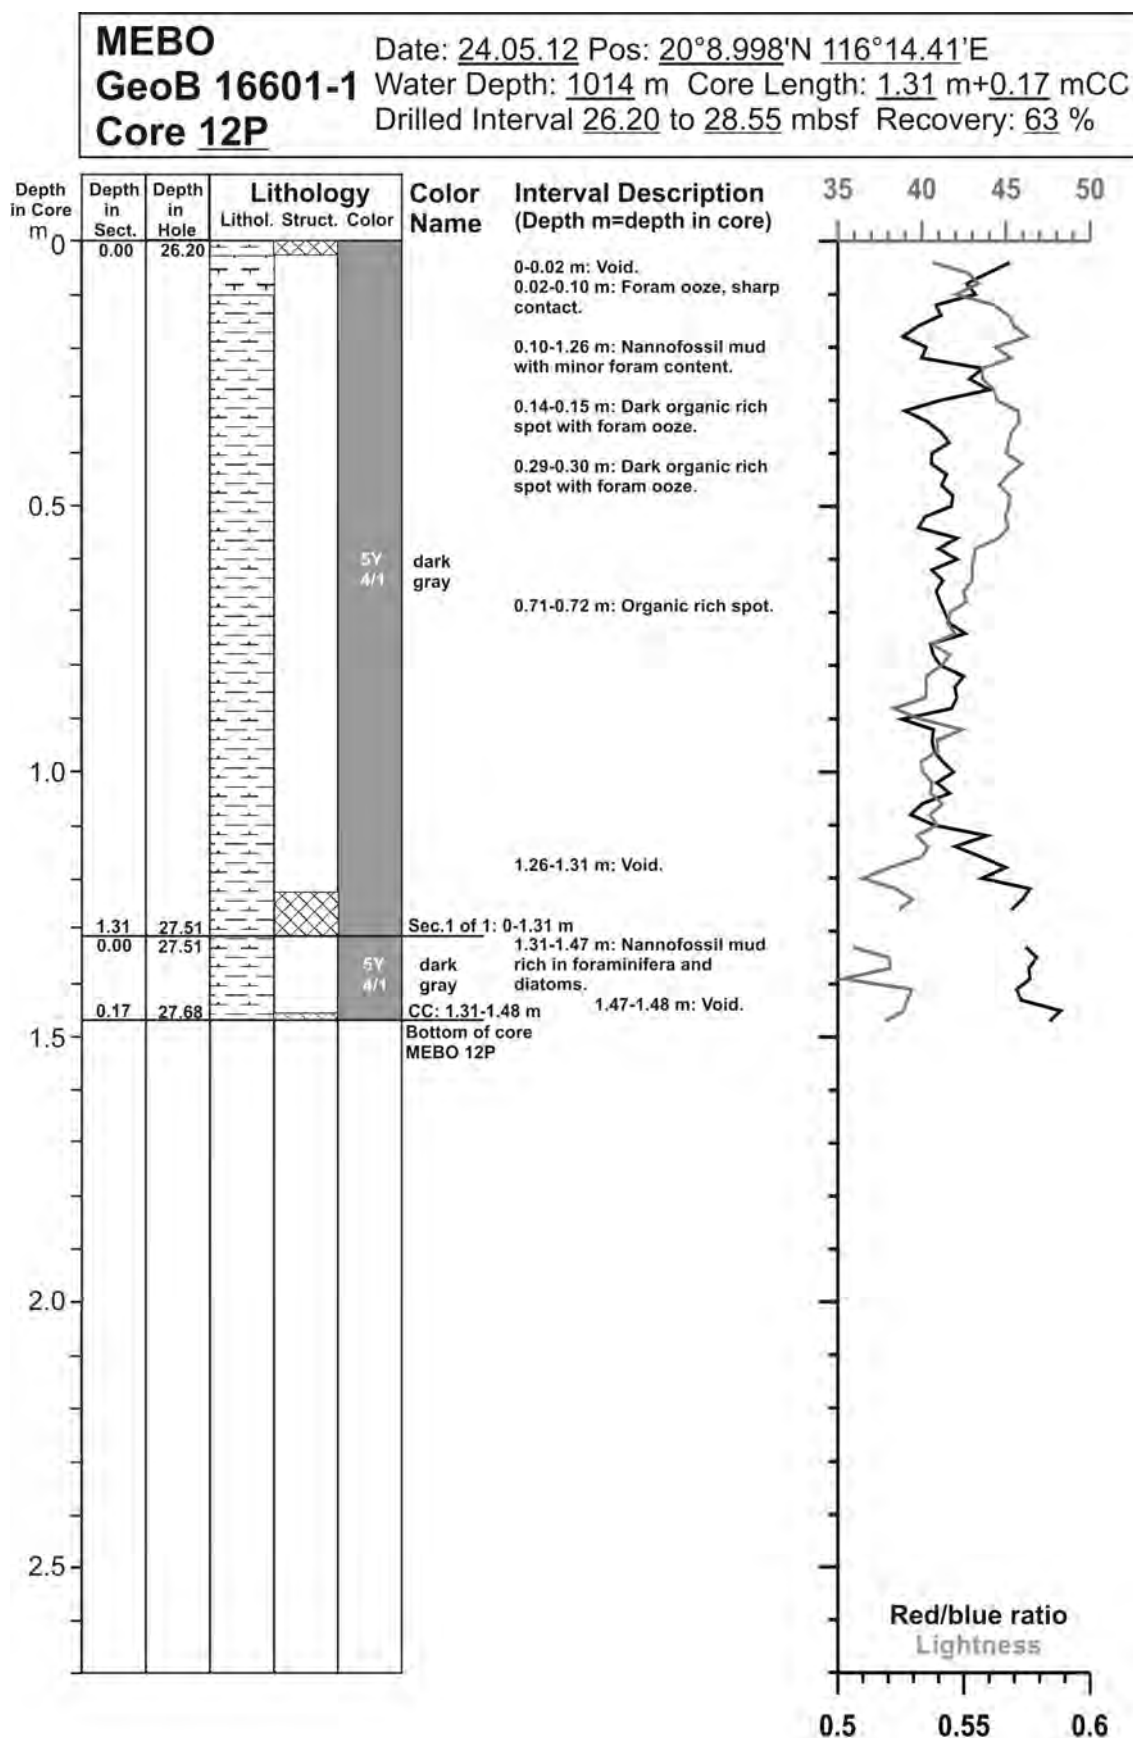 MEBO
GeoB 16601-1
Core 12P
Date: 24.05.12 Pos: 20°8.998'N 116°14.41'E
Water Depth: 1014 m Core Length: 1.31 m+0.17 mCC
Drilled Interval 26.20 to 28.55 mbsf Recovery: 63 %
Depth
in Core
m
Depth
in
Sect.
Depth
in
Hole
Lithology
Lithol. Struct. Color
Color
Name
Interval Description
(Depth m=depth in core)
35 40 45 50
0
0.00 26.20
0-0.02 m: Void.
0.02-0.10 m: Foram ooze, sharp
contact.
0.10-1.26 m: Nannofossil mud
with minor foram content.
0.14-0.15 m: Dark organic rich
spot with foram ooze.
0.29-0.30 m: Dark organic rich
spot with foram ooze.
0.5
5Y
4/1
dark
gray
0.71-0.72 m: Organic rich spot.
1.0
1.26-1.31 m: Void.
1.31 27.51
Sec.1 of 1: 0-1.31 m
0.00 27.51
5Y
4/1
dark
gray
1.31-1.47 m: Nannofossil mud
rich in foraminifera and
diatoms.
1.47-1.48 m: Void.
0.17 27.68
CC: 1.31-1.48 m
Bottom of core
MEBO 12P
1.5
2.0
2.5
Red/blue ratio
Lightness
0.5 0.55 0.6